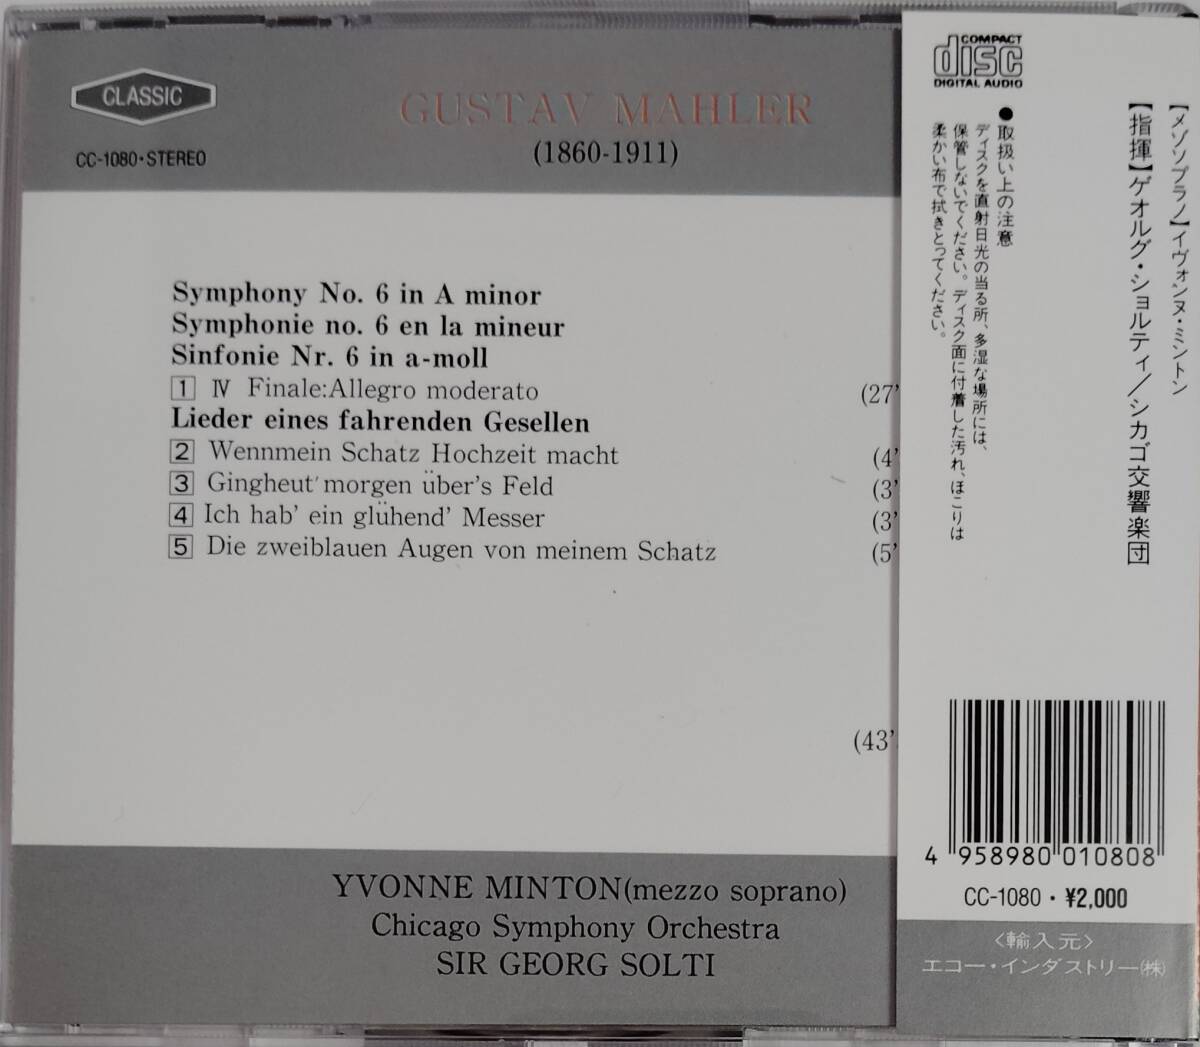 CLASSIC
CC-1080・STEREO
GUSTAV MAHLER
(1860-1911)
Symphony No. 6 in A minor
Symphonie no. 6 en la mineur
Sinfonie Nr. 6 in a-moll
1 Ⅳ Finale:Allegro moderato (27'
Lieder eines fahrenden Gesellen
2 Wennmein Schatz Hochzeit macht (4'
3 Gingheut'morgen über's Feld (3'
4 Ich hab' ein glühend' Messer (3'
5 Die zweiblauen Augen von meinem Schatz (5'
(43'
YVONNE MINTON(mezzo soprano)
Chicago Symphony Orchestra
SIR GEORG SOLTI
COMPACT
disc
DIGITAL AUDIO
【メゾソプラノ】イヴォンヌ・ミントン
【指揮】ゲオルグ・ショルティ/シカゴ交響楽団
●取扱い上の注意
ディスクを直射日光の当る所、多湿な場所には、
保管しないでください。ディスク面に付着した汚れ、ほこりは
柔かい布で拭きとってください。
4 958980 010808
CC-1080・¥2,000
〈輸入元〉
エコー・インダストリー㈱